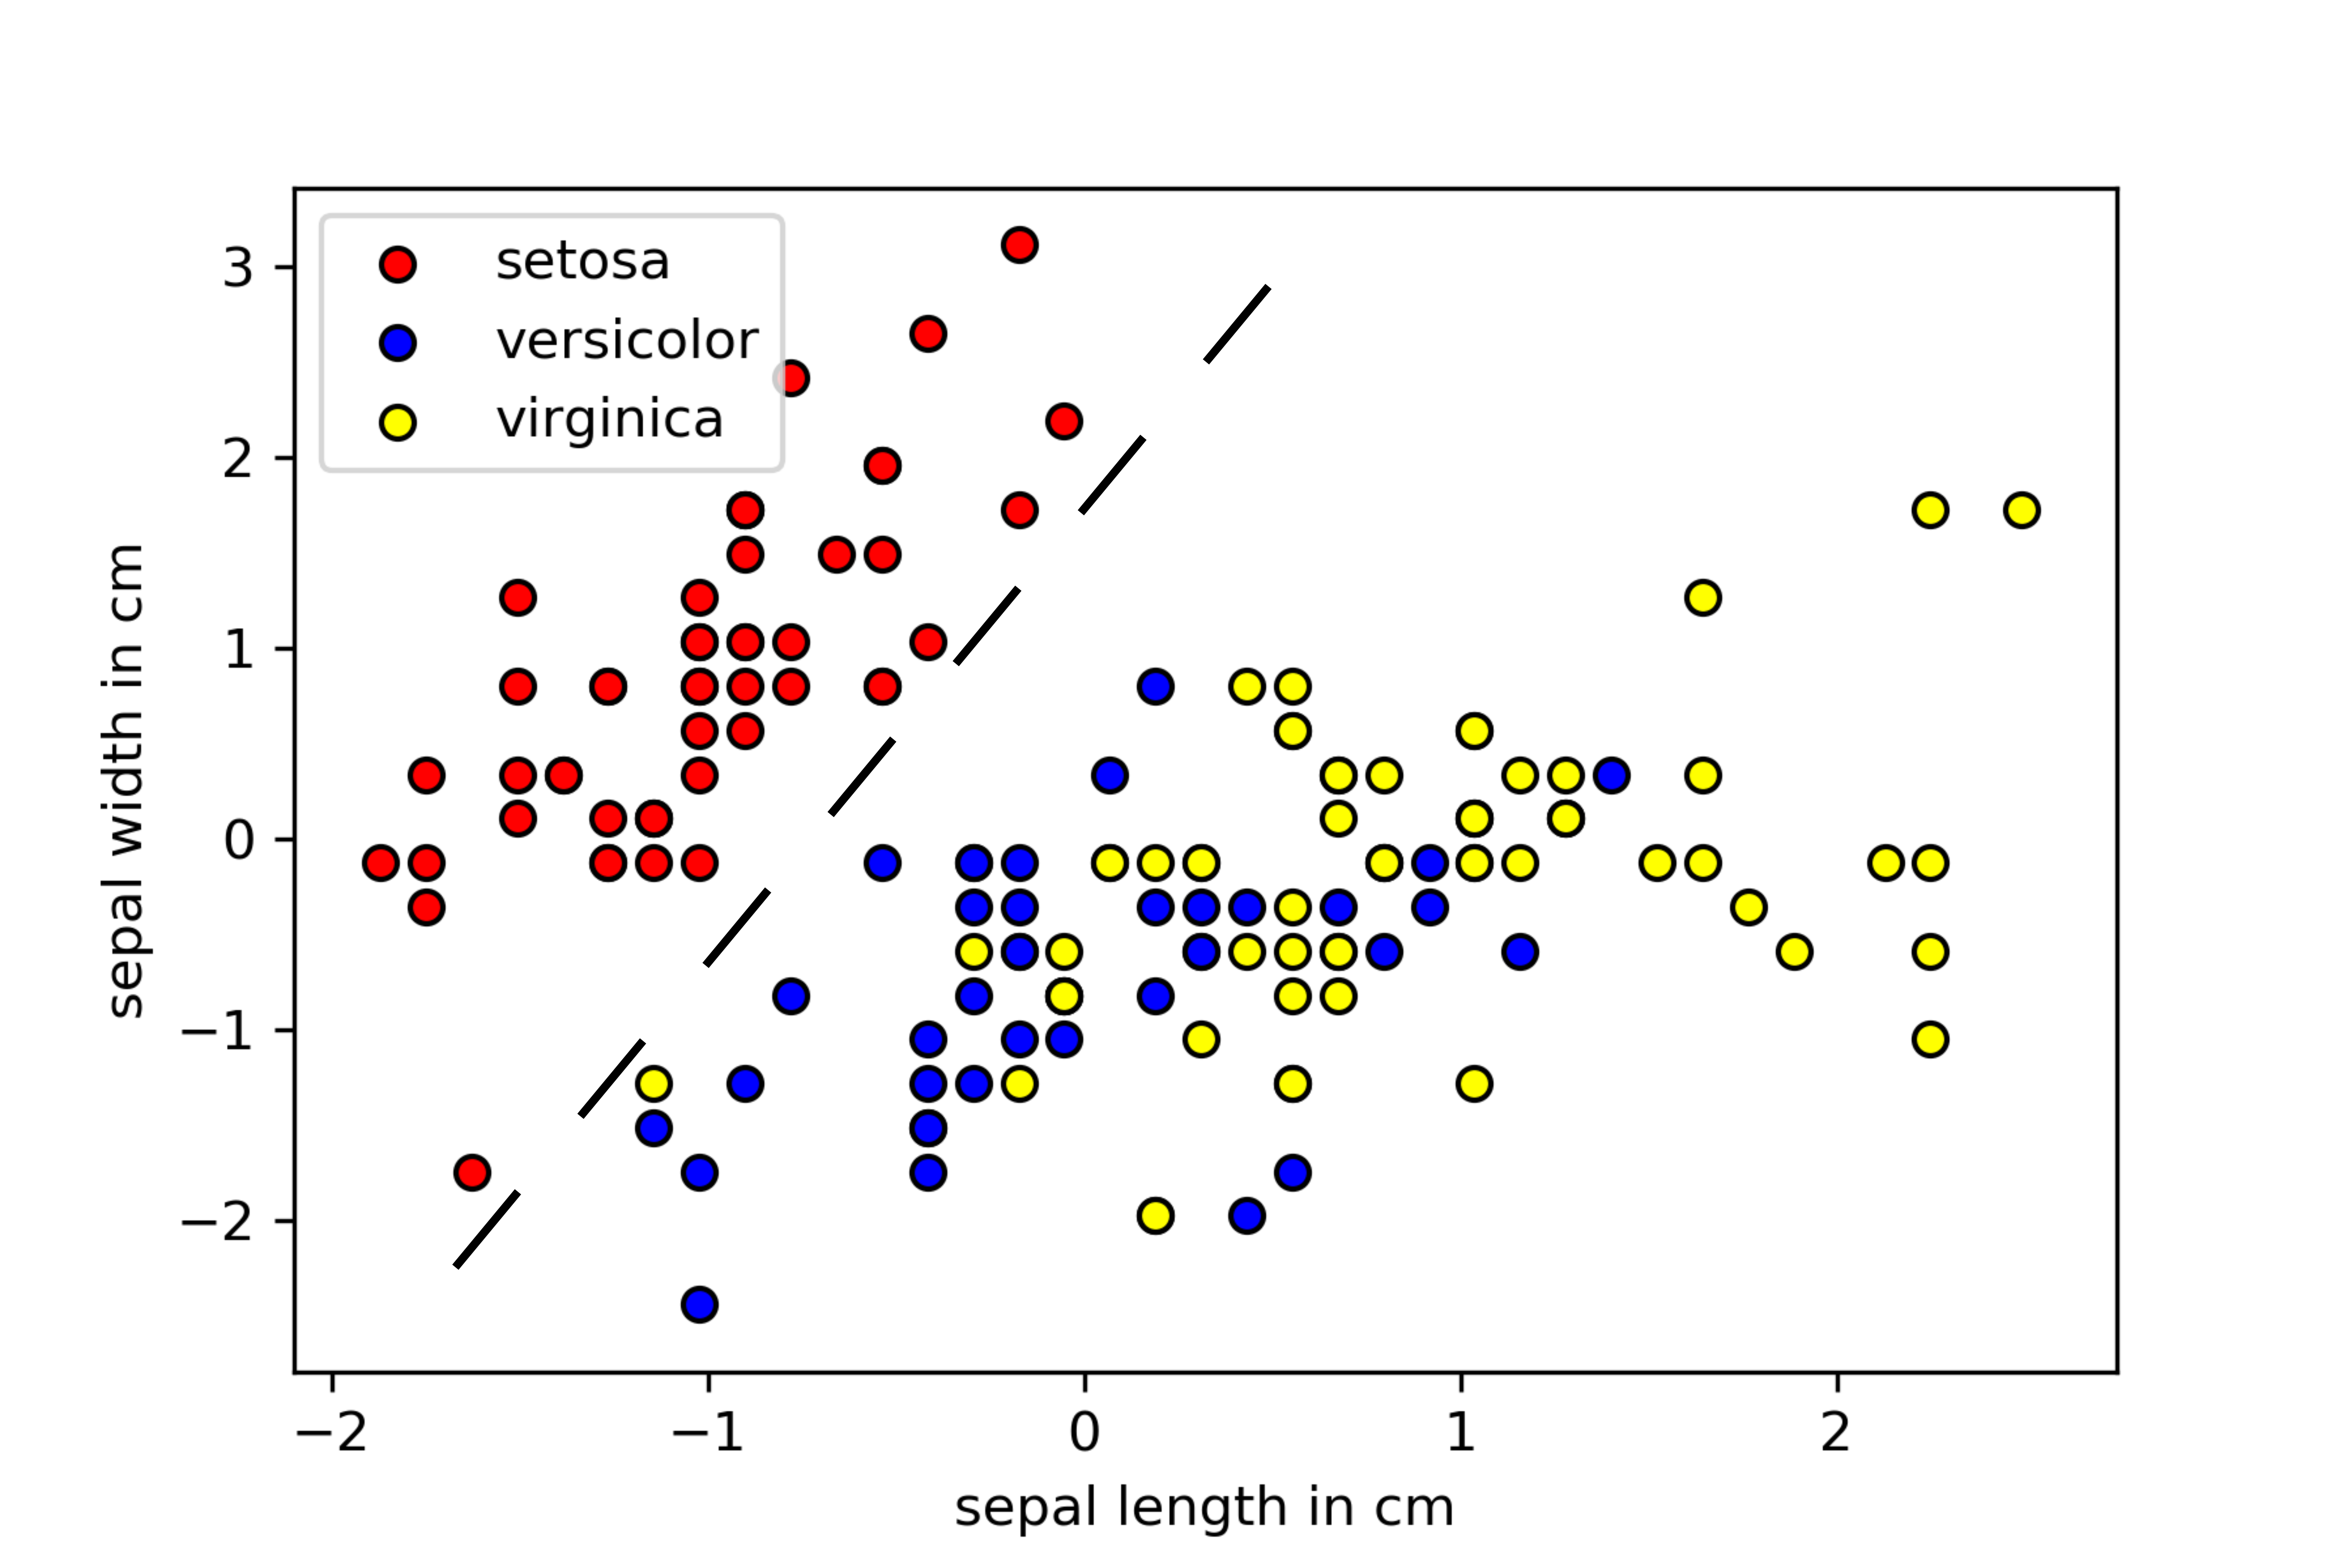 setosa
versicolor
virginica
3
2
1
0
−1
−2
sepal width in cm
−2 −1 0 1 2
sepal length in cm